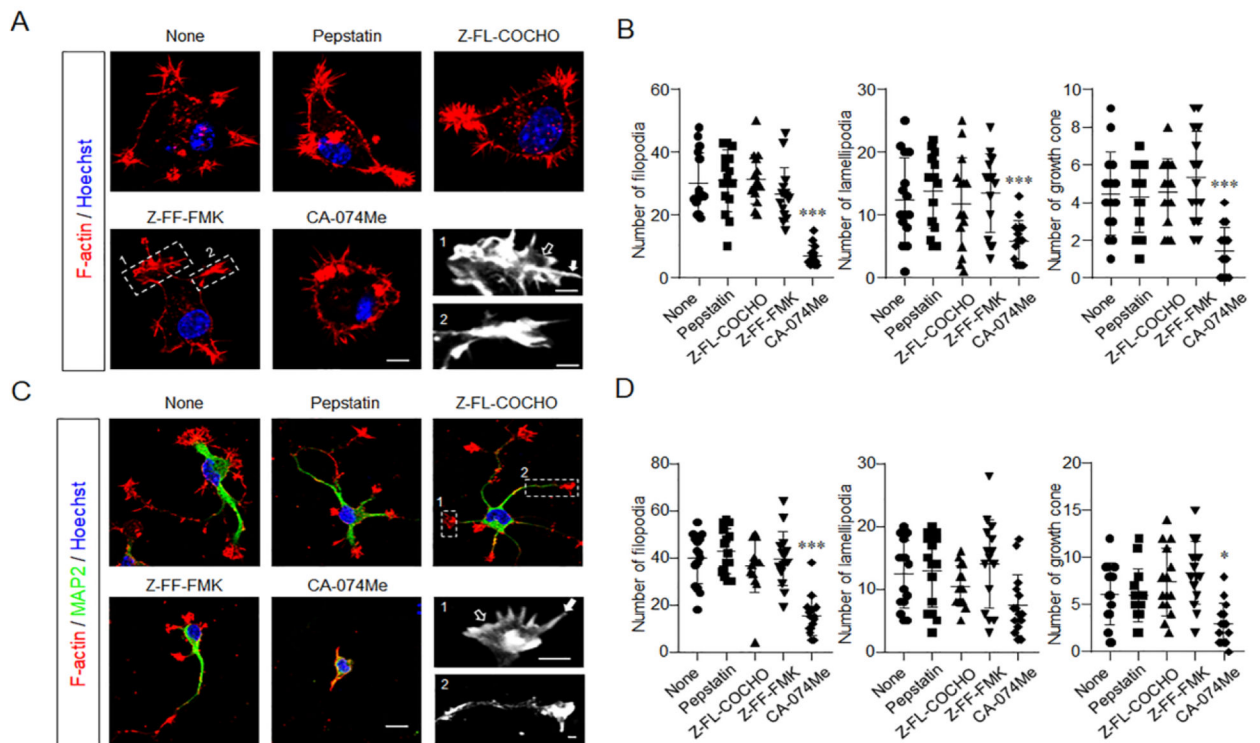 A
None
Pepstatin
Z-FL-COCHO
F-actin / Hoechst
Z-FF-FMK
CA-074Me
1
2
1
2
B
Number of filoopodia
60
40
20
0
***
None
Pepstatin
Z-FL-COCHO
Z-FF-FMK
CA-074Me
Number of lamellipodia
30
20
10
0
***
None
Pepstatin
Z-FL-COCHO
Z-FF-FMK
CA-074Me
Number of growth cone
10
8
6
4
2
0
***
None
Pepstatin
Z-FL-COCHO
Z-FF-FMK
CA-074Me
C
None
Pepstatin
Z-FL-COCHO
F-actin / MAP2 / Hoechst
1
2
Z-FF-FMK
CA-074Me
1
2
D
Number of filopodia
80
60
40
20
0
***
None
Pepstatin
Z-FL-COCHO
Z-FF-FMK
CA-074Me
Number of lamellipodia
30
20
10
0
None
Pepstatin
Z-FL-COCHO
Z-FF-FMK
CA-074Me
Number of growth cone
20
15
10
5
0
*
None
Pepstatin
Z-FL-COCHO
Z-FF-FMK
CA-074Me